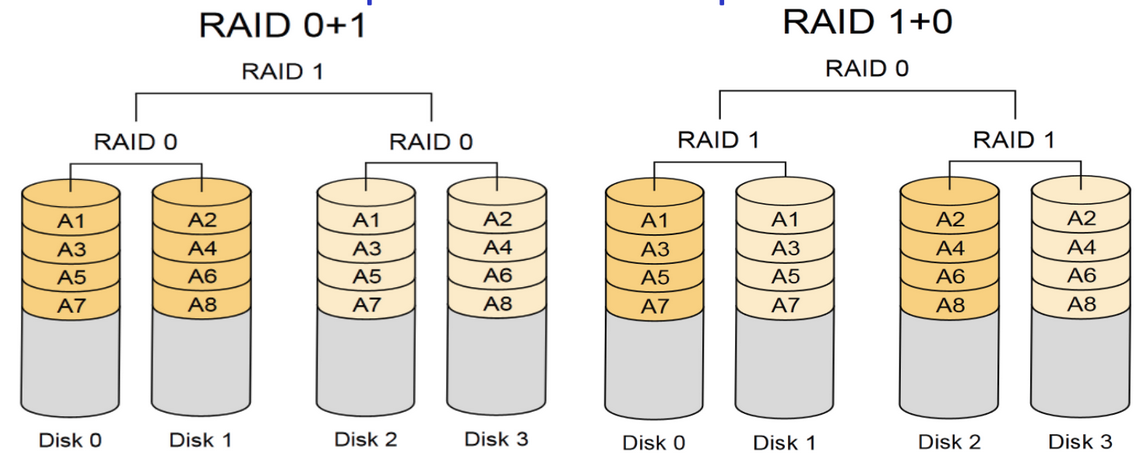 RAID 0+1
RAID 1
RAID 0 RAID 0
A1 A2 A1 A2
A3 A4 A3 A4
A5 A6 A5 A6
A7 A8 A7 A8
Disk 0 Disk 1 Disk 2 Disk 3
RAID 1+0
RAID 0
RAID 1 RAID 1
A1 A1 A2 A2
A3 A3 A4 A4
A5 A5 A6 A6
A7 A7 A8 A8
Disk 0 Disk 1 Disk 2 Disk 3